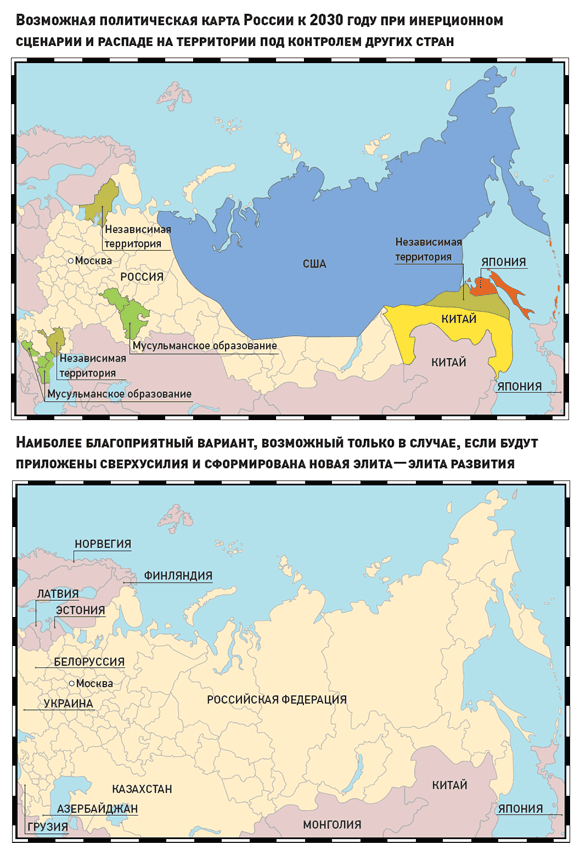 Возможная политическая карта России к 2030 году при инерционном
сценарии и распаде на территории под контролем других стран
Независимая
территория
Москва
РОССИЯ
США
Независимая
территория
ЯПОНИЯ
КИТАЙ
Мусульманское образование
Независимая
территория
КИТАЙ
Мусульманское образование
ЯПОНИЯ
Наиболее благоприятный вариант, возможный только в случае, если будут
приложены сверхусилия и сформирована новая элита—элита развития
НОРВЕГИЯ
ФИНЛЯНДИЯ
ЛАТВИЯ
ЭСТОНИЯ
БЕЛОРУССИЯ
Москва
УКРАИНА
РОССИЙСКАЯ ФЕДЕРАЦИЯ
КАЗАХСТАН
КИТАЙ
АЗЕРБАЙДЖАН
ЯПОНИЯ
ГРУЗИЯ
МОНГОЛИЯ